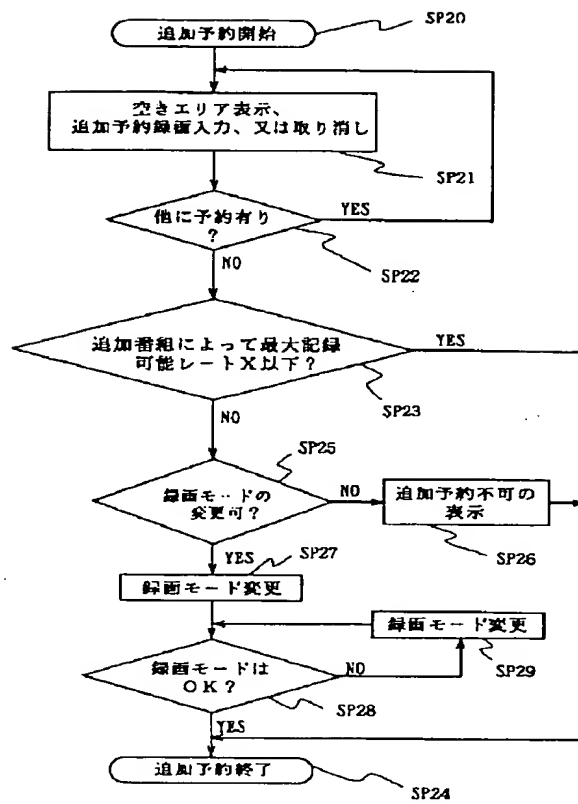 追加予約開始
SP20
空きエリア表示、
追加予約録画入力、又は取り消し
SP21
他に予約有り
?
YES
SP22
NO
追加番組によって最大記録
可能レートX以下?
YES
SP23
NO
SP25
録画モードの
変更可?
NO
追加予約不可の
表示
SP26
YES
SP27
録画モード変更
録画モード変更
SP29
録画モードは
OK?
NO
SP28
YES
追加予約終了
SP24